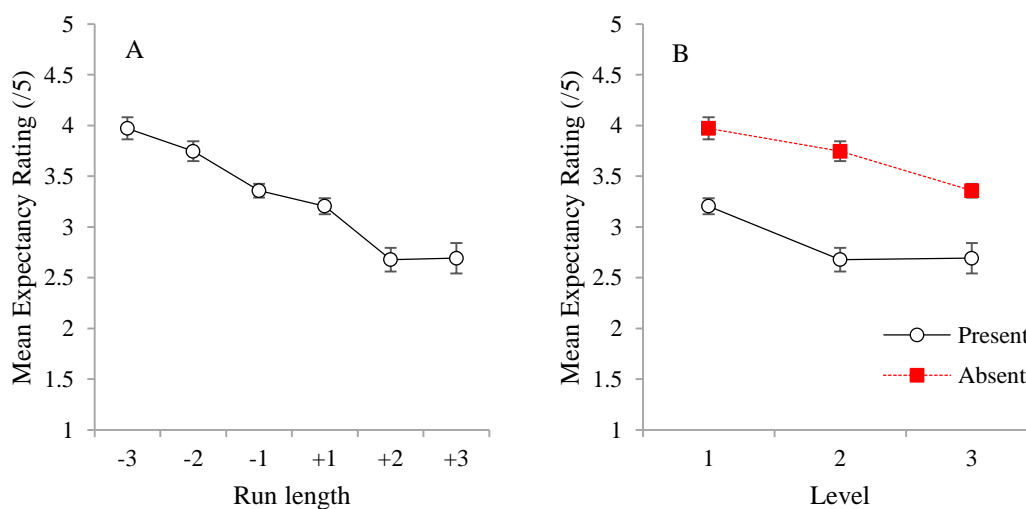 A
Mean Expectancy Rating (/5)
5
4.5
4
3.5
3
2.5
2
1.5
1
-3 -2 -1 +1 +2 +3
Run length
B
Mean Expectancy Rating (/5)
5
4.5
4
3.5
3
2.5
2
1.5
1
Present
Absent
1 2 3
Level